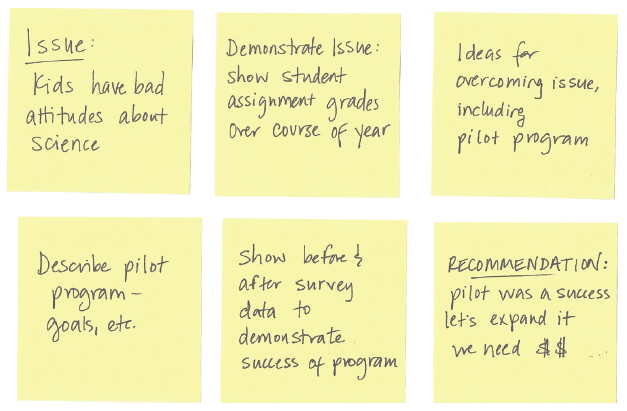 Issue:
Kids have bad
attitudes about
science
Demonstrate Issue:
show student
assignment grades
over course of year
Ideas for
overcoming issue,
including
pilot program
Describe pilot
program –
goals, etc.
Show before &
after survey
data to
demonstrate
success of program
RECOMMENDATION:
pilot was a success
let's expand it
we need $$ ...